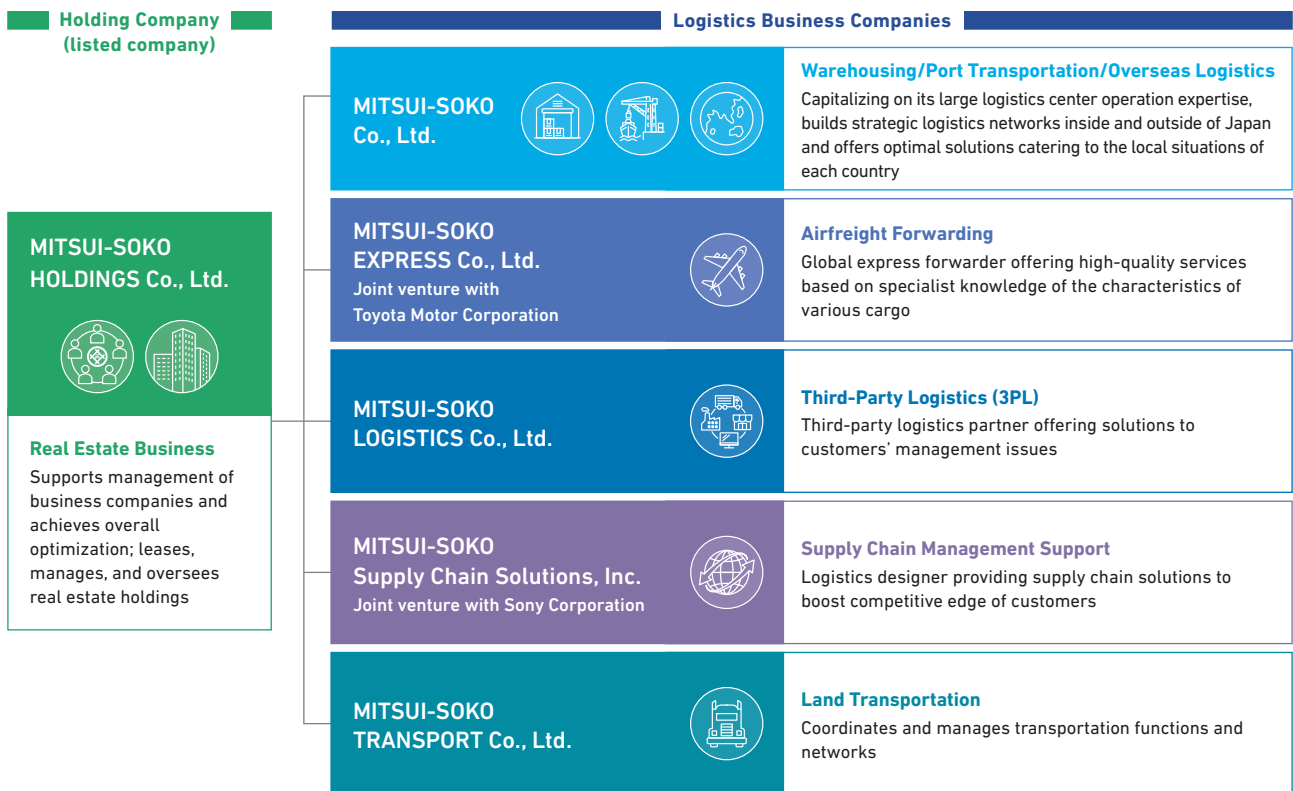 Holding Company
(listed company)
MITSUI-SOKO
HOLDINGS Co., Ltd.
Real Estate Business
Supports management of
business companies and
achieves overall
optimization; leases,
manages, and oversees
real estate holdings
Logistics Business Companies
MITSUI-SOKO
Co., Ltd.
Warehousing/Port Transportation/Overseas Logistics
Capitalizing on its large logistics center operation expertise,
builds strategic logistics networks inside and outside of Japan
and offers optimal solutions catering to the local situations of
each country
MITSUI-SOKO
EXPRESS Co., Ltd.
Joint venture with
Toyota Motor Corporation
Airfreight Forwarding
Global express forwarder offering high-quality services
based on specialist knowledge of the characteristics of
various cargo
MITSUI-SOKO
LOGISTICS Co., Ltd.
Third-Party Logistics (3PL)
Third-party logistics partner offering solutions to
customers’ management issues
MITSUI-SOKO
Supply Chain Solutions, Inc.
Joint venture with Sony Corporation
Supply Chain Management Support
Logistics designer providing supply chain solutions to
boost competitive edge of customers
MITSUI-SOKO
TRANSPORT Co., Ltd.
Land Transportation
Coordinates and manages transportation functions and
networks